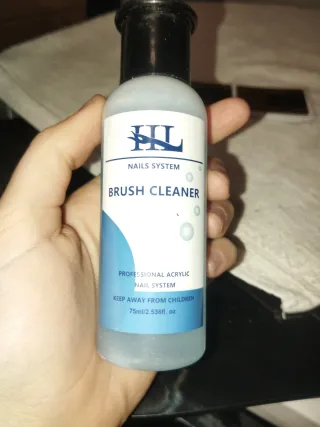 HL
NAILS SYSTEM
BRUSH CLEANER
PROFESSIONAL ACRYLIC
NAIL SYSTEM
KEEP AWAY FROM CHILDREN
75ml/2.536fl. oz